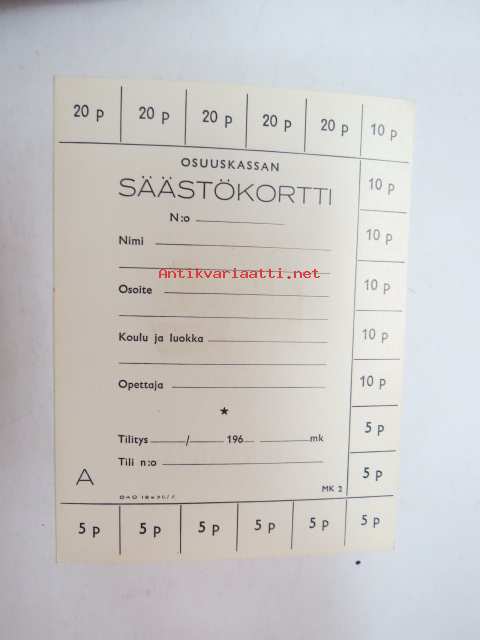 20 p 20 p 20 p 20 p 20 p 10 p
OSUUSKASSAN
SÄÄSTÖKORTTI
10 p
N:o
Nimi
10 p
Antikvariaatti.net
Osoite
10 p
Koulu ja luokka
10 p
Opettaja
10 p
★
5 p
Tilitys / 196 mk
Tili n:o
5 p
A
MK 2
5 p 5 p 5 p 5 p 5 p 5 p